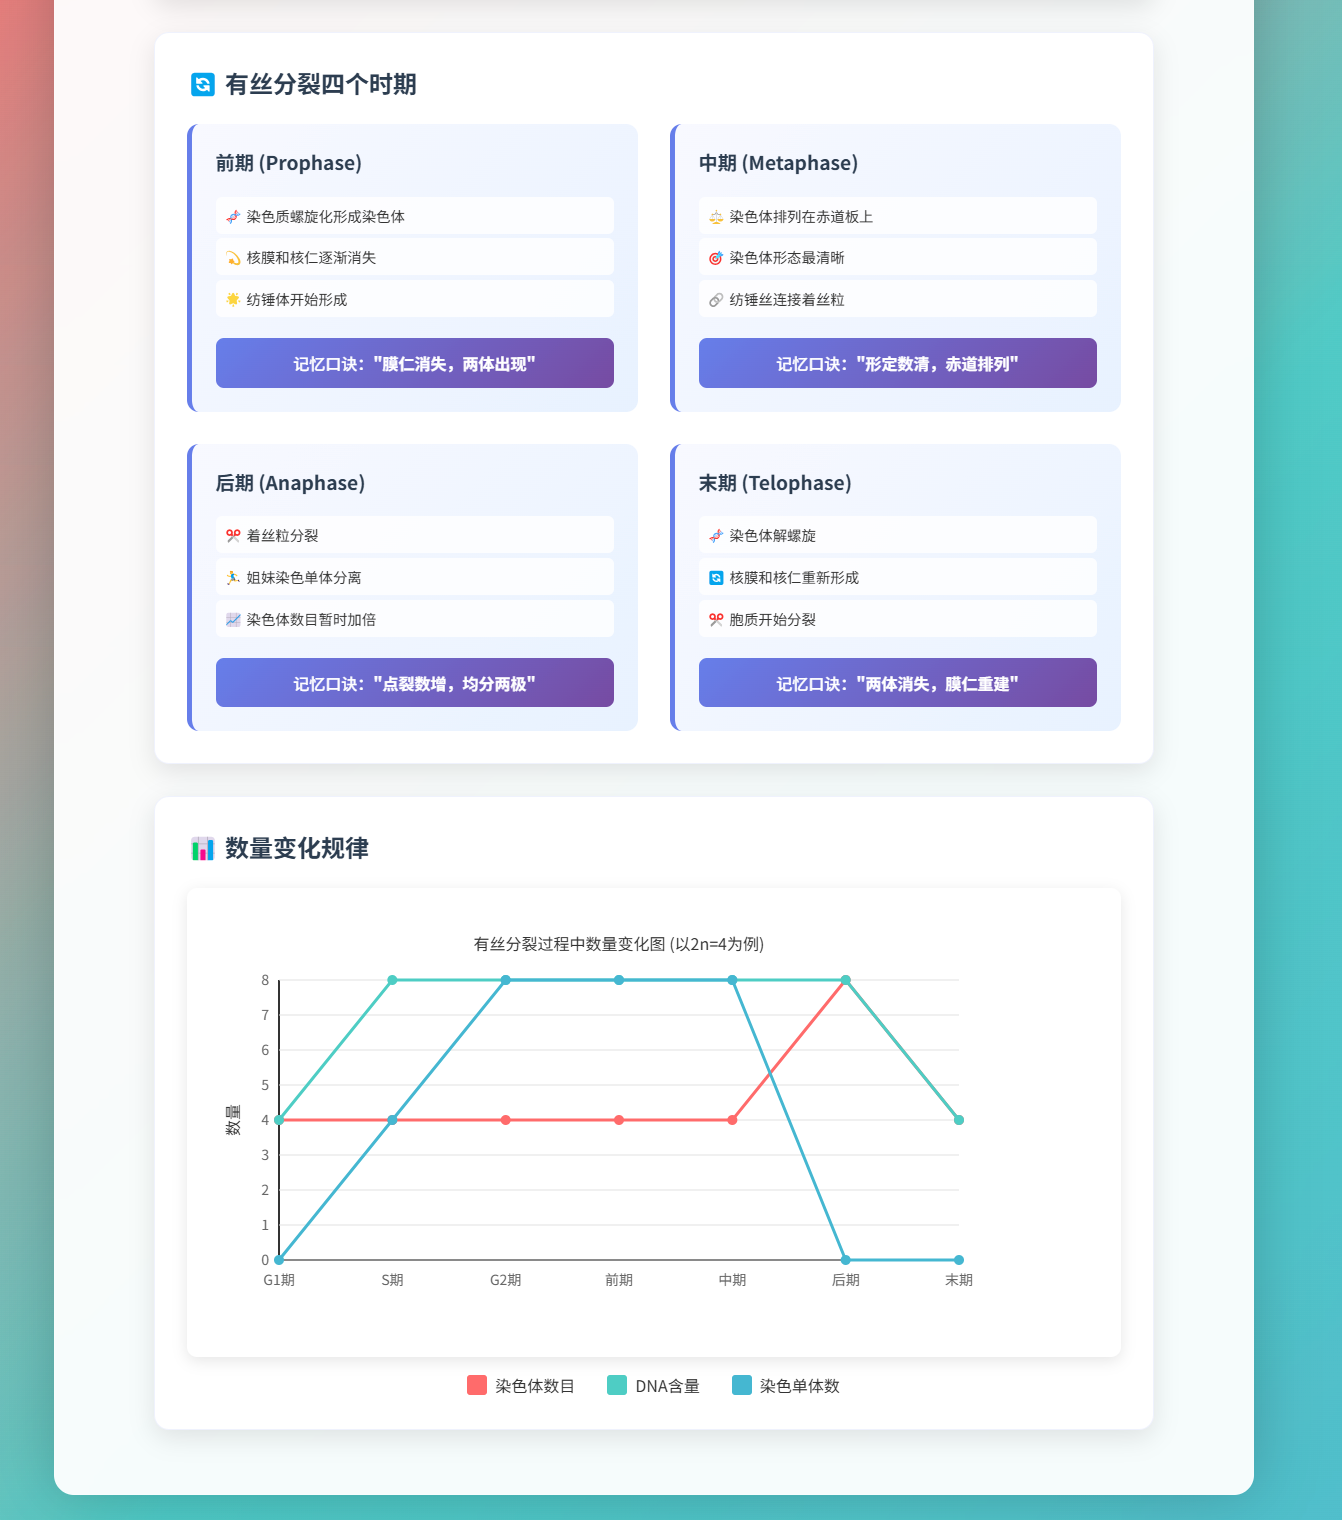 有丝分裂四个时期
前期 (Prophase)
染色质螺旋化形成染色体
核膜和核仁逐渐消失
纺锤体开始形成
记忆口诀："膜仁消失，两体出现"
中期 (Metaphase)
染色体排列在赤道板上
染色体形态最清晰
纺锤丝连接着丝粒
记忆口诀："形定数清，赤道排列"
后期 (Anaphase)
着丝粒分裂
姐妹染色单体分离
染色体数目暂时加倍
记忆口诀："点裂数增，均分两极"
末期 (Telophase)
染色体解螺旋
核膜和核仁重新形成
胞质开始分裂
记忆口诀："两体消失，膜仁重建"
数量变化规律
有丝分裂过程中数量变化图 (以2n=4为例)
数量
8
7
6
5
4
3
2
1
0
G1期 S期 G2期 前期 中期 后期 末期
染色体数目 DNA含量 染色单体数